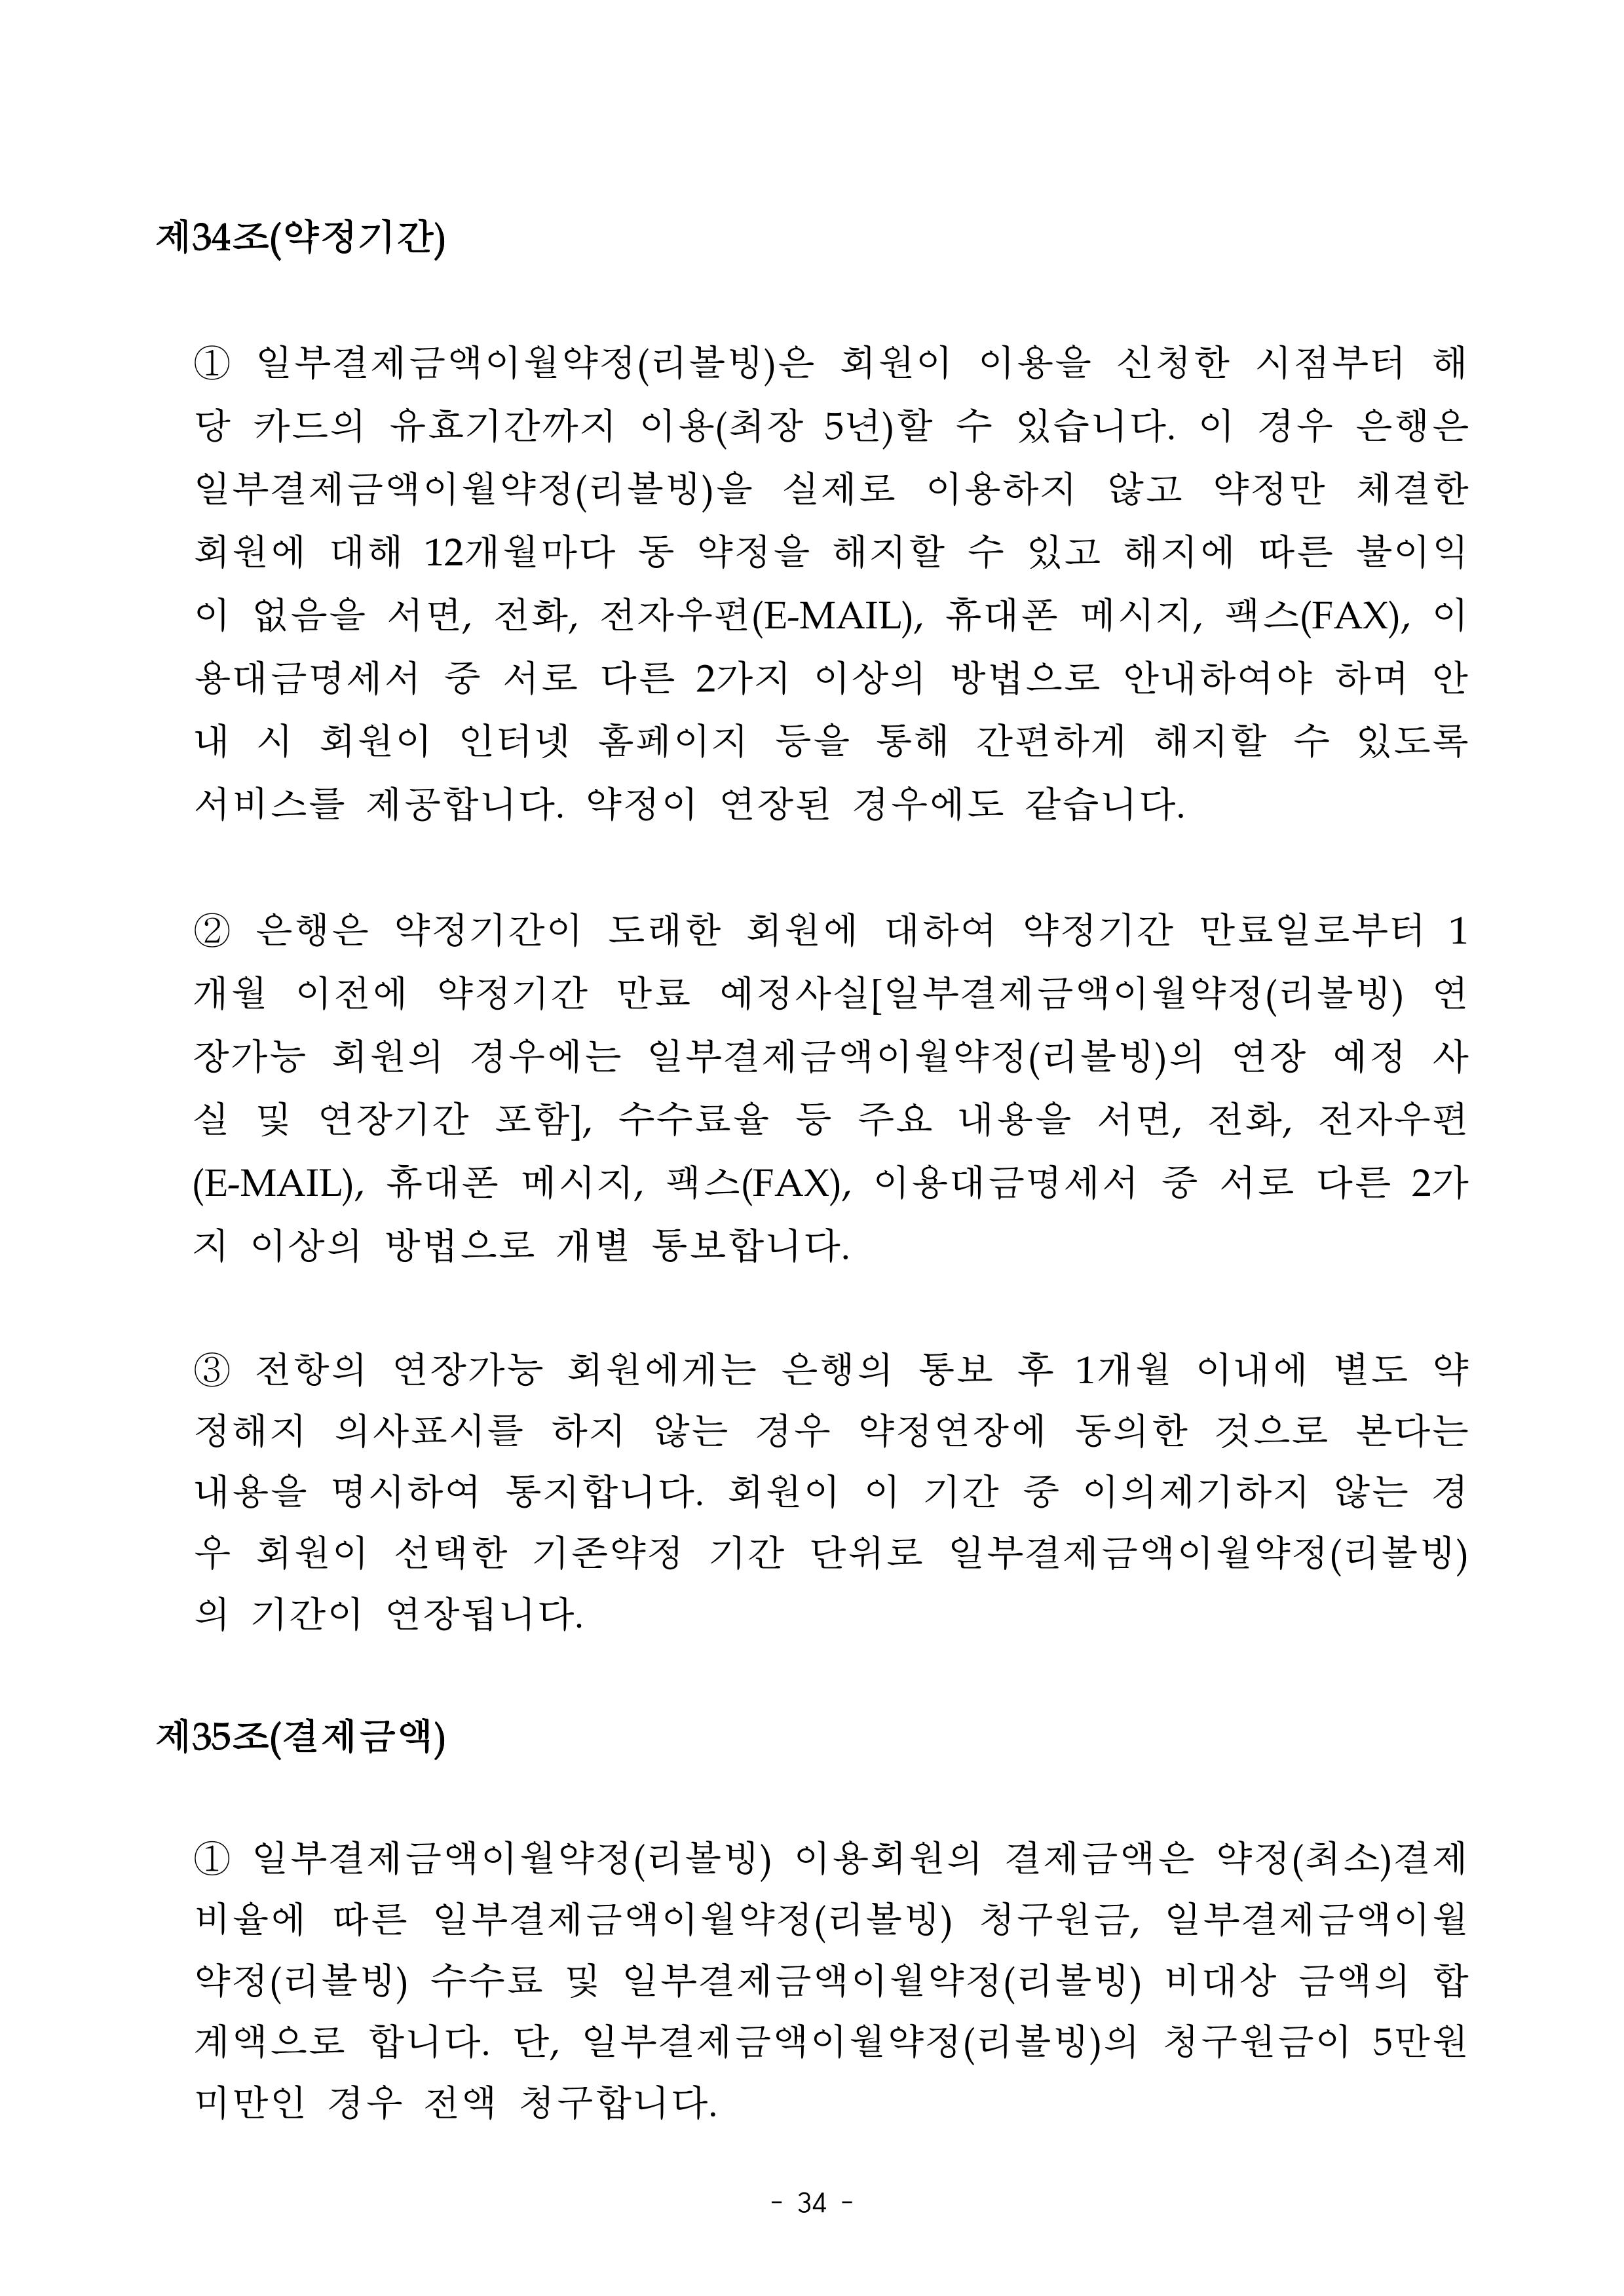 제34조(약정기간)
① 일부결제금액이월약정(리볼빙)은 회원이 이용을 신청한 시점부터 해
당 카드의 유효기간까지 이용(최장 5년)할 수 있습니다. 이 경우 은행은
일부결제금액이월약정(리볼빙)을 실제로 이용하지 않고 약정만 체결한
회원에 대해 12개월마다 동 약정을 해지할 수 있고 해지에 따른 불이익
이 없음을 서면, 전화, 전자우편(E-MAIL), 휴대폰 메시지, 팩스(FAX), 이
용대금명세서 중 서로 다른 2가지 이상의 방법으로 안내하여야 하며 안
내 시 회원이 인터넷 홈페이지 등을 통해 간편하게 해지할 수 있도록
서비스를 제공합니다. 약정이 연장된 경우에도 같습니다.
② 은행은 약정기간이 도래한 회원에 대하여 약정기간 만료일로부터 1
개월 이전에 약정기간 만료 예정사실[일부결제금액이월약정(리볼빙) 연
장가능 회원의 경우에는 일부결제금액이월약정(리볼빙)의 연장 예정 사
실 및 연장기간 포함], 수수료율 등 주요 내용을 서면, 전화, 전자우편
(E-MAIL), 휴대폰 메시지, 팩스(FAX), 이용대금명세서 중 서로 다른 2가
지 이상의 방법으로 개별 통보합니다.
③ 전항의 연장가능 회원에게는 은행의 통보 후 1개월 이내에 별도 약
정해지 의사표시를 하지 않는 경우 약정연장에 동의한 것으로 본다는
내용을 명시하여 통지합니다. 회원이 이 기간 중 이의제기하지 않는 경
우 회원이 선택한 기존약정 기간 단위로 일부결제금액이월약정(리볼빙)
의 기간이 연장됩니다.
제35조(결제금액)
① 일부결제금액이월약정(리볼빙) 이용회원의 결제금액은 약정(최소)결제
비율에 따른 일부결제금액이월약정(리볼빙) 청구원금, 일부결제금액이월
약정(리볼빙) 수수료 및 일부결제금액이월약정(리볼빙) 비대상 금액의 합
계액으로 합니다. 단, 일부결제금액이월약정(리볼빙)의 청구원금이 5만원
미만인 경우 전액 청구합니다.
- 34 -